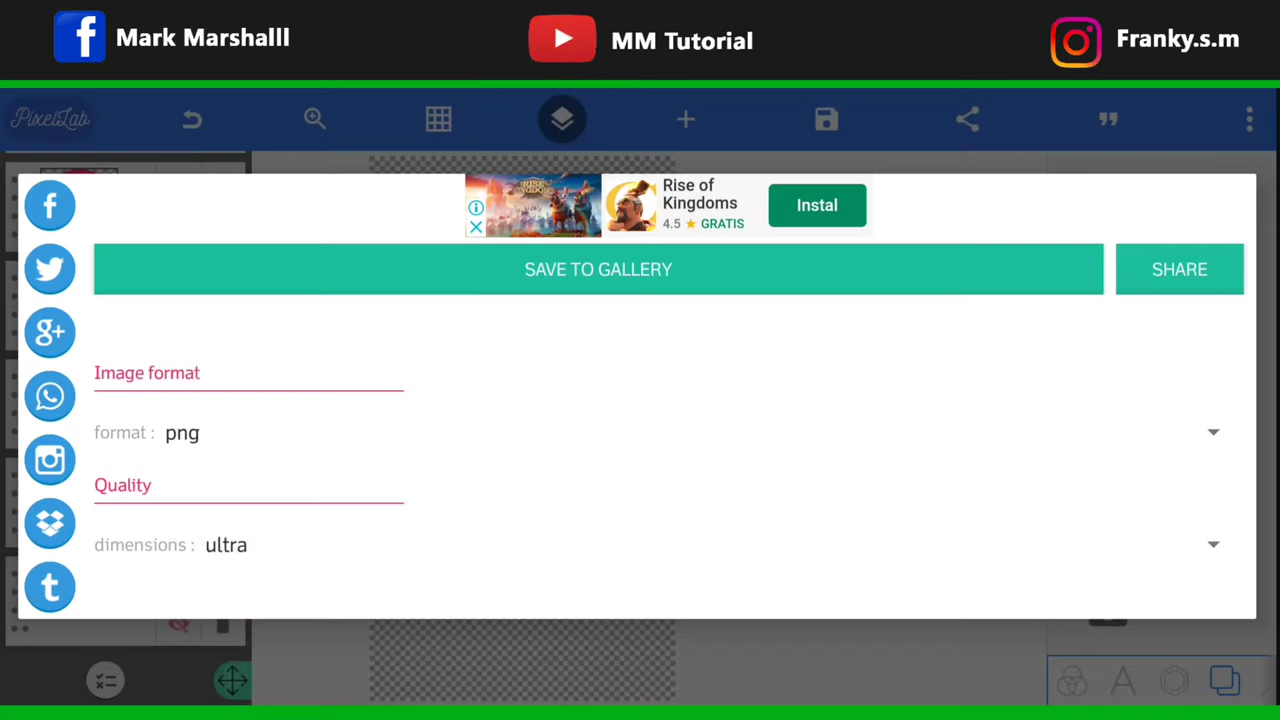 Mark Marshalll
MM Tutorial
Franky.s.m
PixelLab
Rise of
Kingdoms
4.5 ★ GRATIS
Instal
SAVE TO GALLERY
SHARE
Image format
format : png
Quality
dimensions : ultra